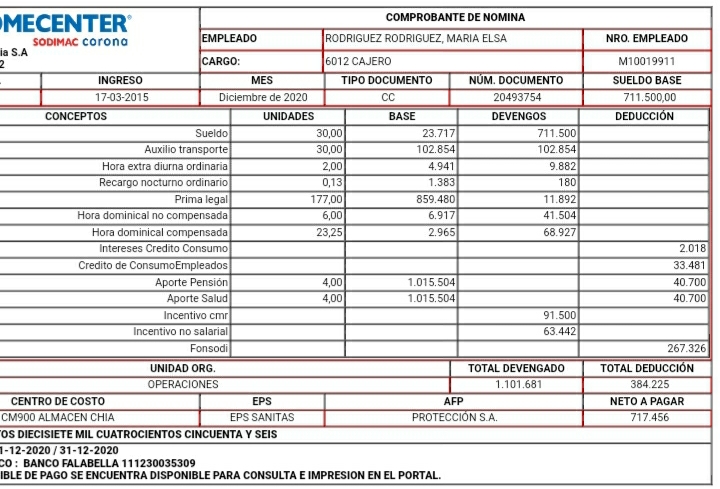 OMECENTER®
SODIMAC corona
ia S.A
2
COMPROBANTE DE NOMINA
EMPLEADO RODRIGUEZ RODRIGUEZ, MARIA ELSA NRO. EMPLEADO
CARGO: 6012 CAJERO M10019911
INGRESO MES TIPO DOCUMENTO NÚM. DOCUMENTO SUELDO BASE
17-03-2015 Diciembre de 2020 CC 20493754 711.500,00
CONCEPTOS UNIDADES BASE DEVENGOS DEDUCCIÓN
Sueldo 30,00 23.717 711.500
Auxilio transporte 30,00 102.854 102.854
Hora extra diurna ordinaria 2,00 4.941 9.882
Recargo nocturno ordinario 0,13 1.383 180
Prima legal 177,00 859.480 11.892
Hora dominical no compensada 6,00 6.917 41.504
Hora dominical compensada 23,25 2.965 68.927
Intereses Credito Consumo 2.018
Credito de ConsumoEmpleados 33.481
Aporte Pensión 4,00 1.015.504 40.700
Aporte Salud 4,00 1.015.504 40.700
Incentivo cmr 91.500
Incentivo no salarial 63.442
Fonsodi 267.326
UNIDAD ORG. TOTAL DEVENGADO TOTAL DEDUCCIÓN
OPERACIONES 1.101.681 384.225
CENTRO DE COSTO EPS AFP NETO A PAGAR
CM900 ALMACEN CHIA EPS SANITAS PROTECCIÓN S.A. 717.456
OS DIECISIETE MIL CUATROCIENTOS CINCUENTA Y SEIS
1-12-2020 / 31-12-2020
CO : BANCO FALABELLA 111230035309
IBLE DE PAGO SE ENCUENTRA DISPONIBLE PARA CONSULTA E IMPRESION EN EL PORTAL.